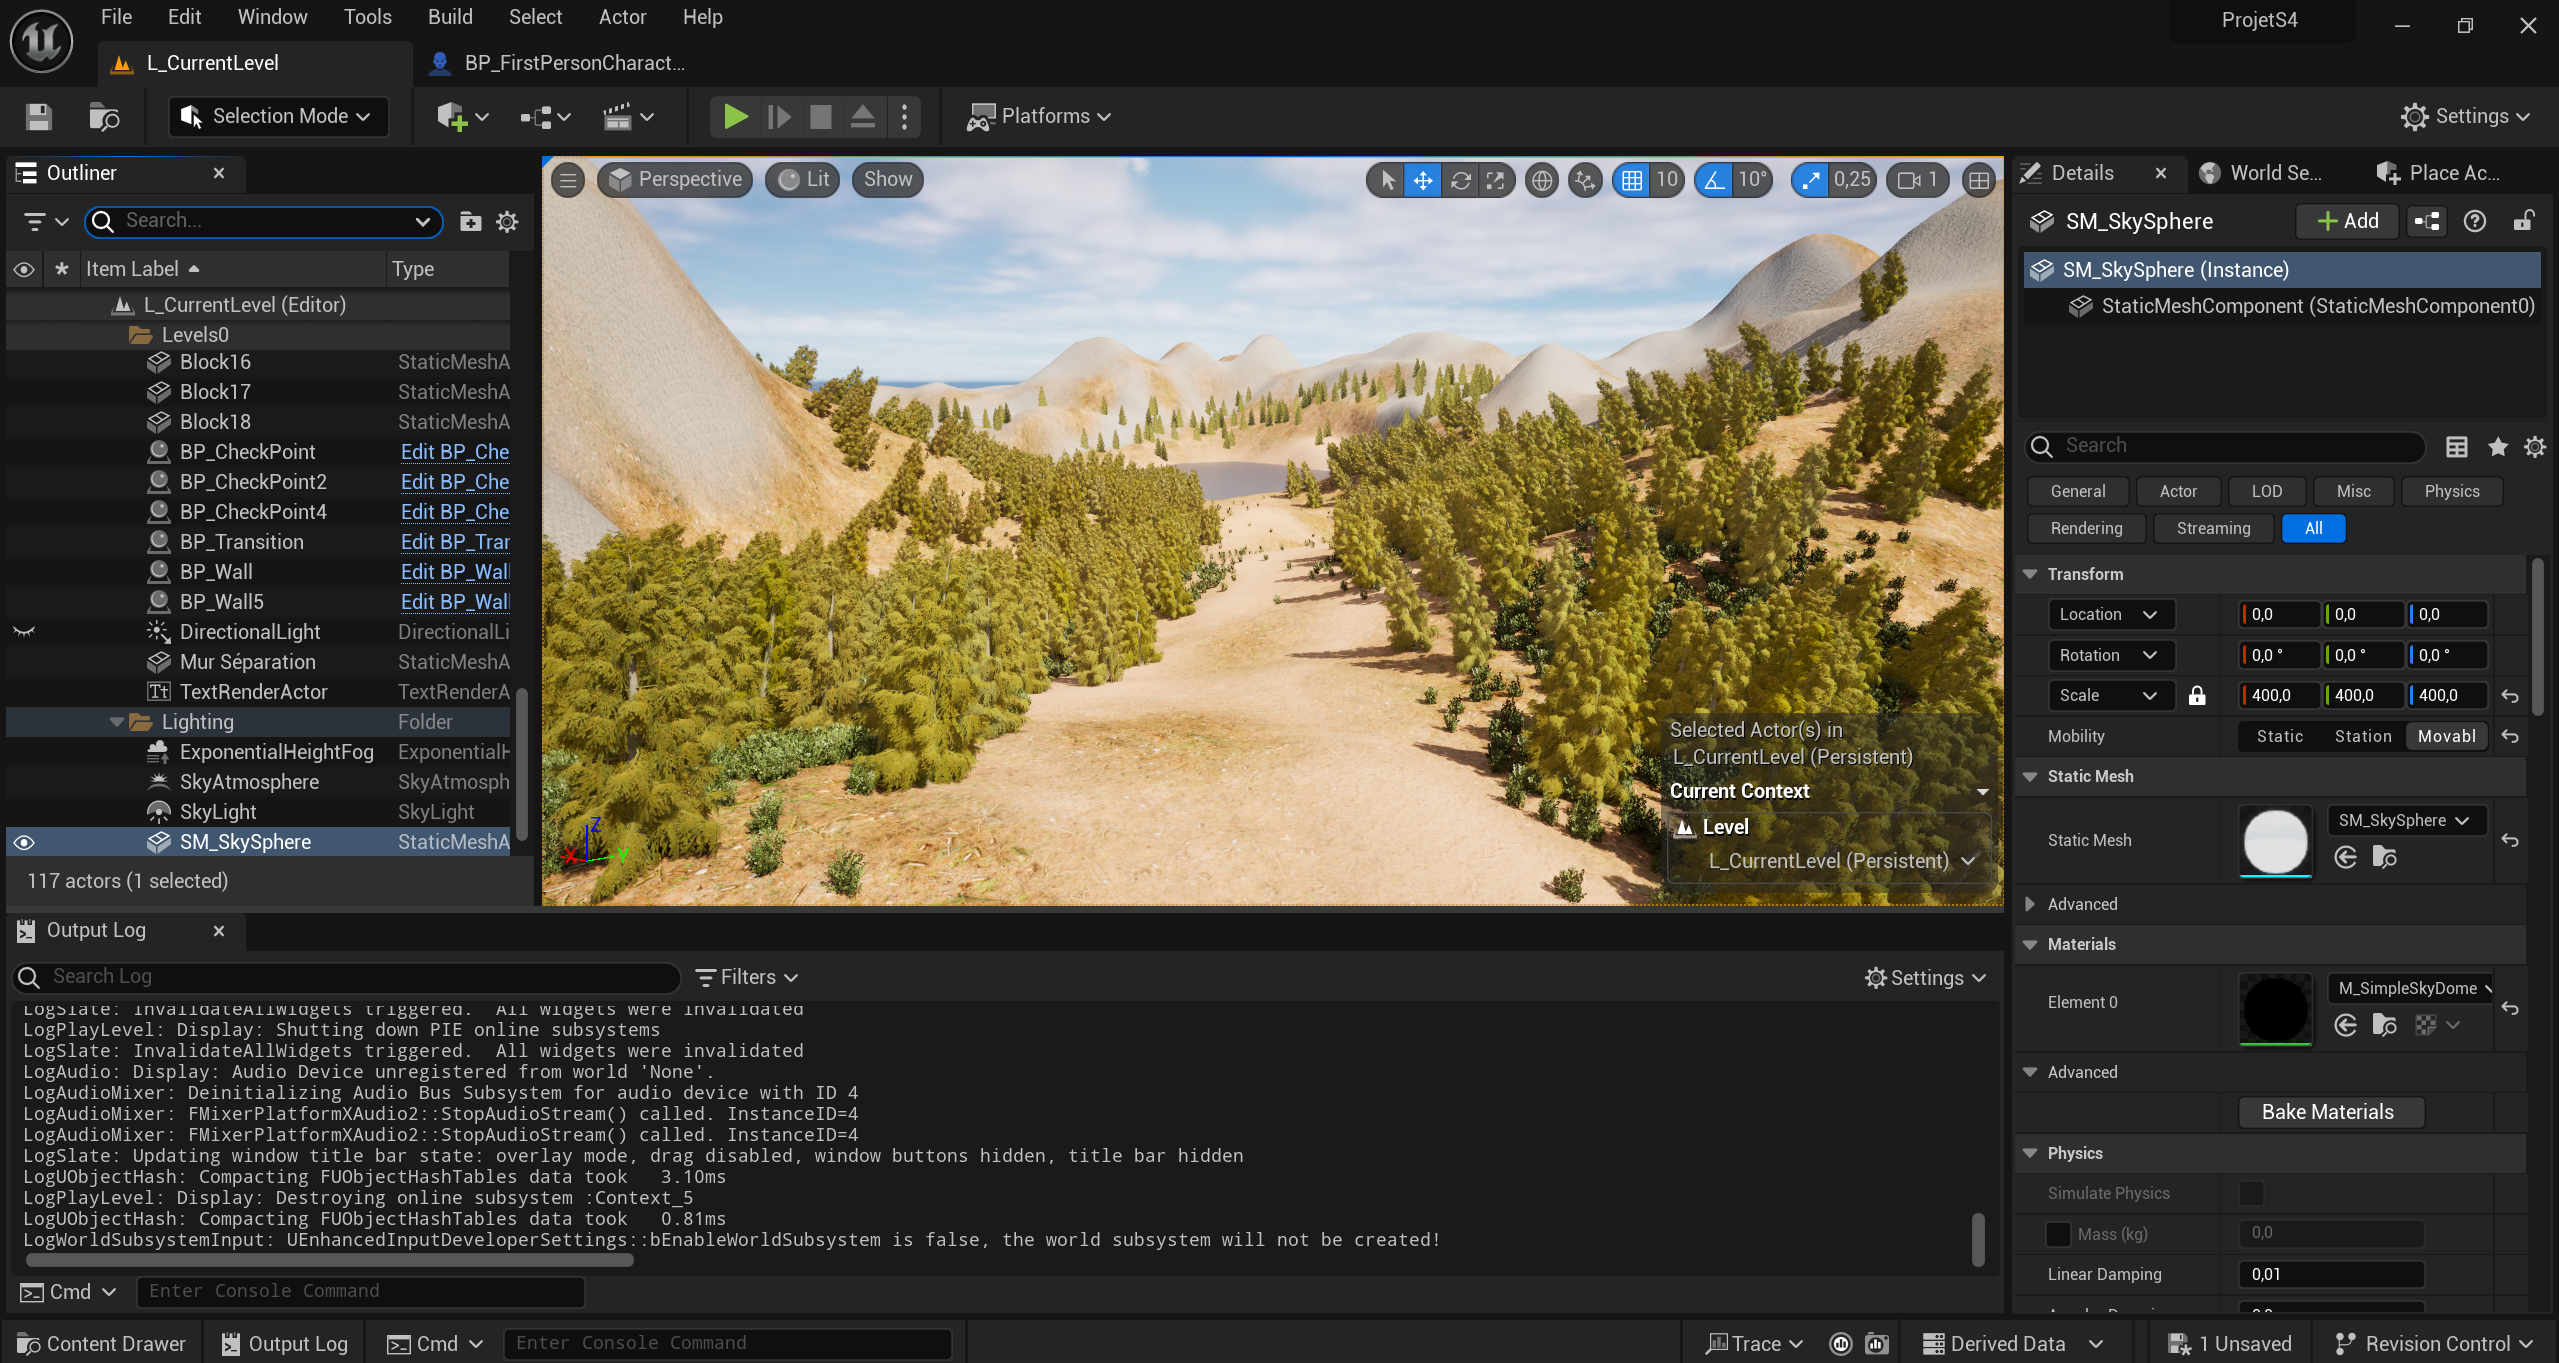 File Edit Window Tools Build Select Actor Help
ProjetS4
L_CurrentLevel
BP_FirstPersonCharact...
Selection Mode
Platforms
Settings
Outliner
Search...
Item Label
Type
L_CurrentLevel (Editor)
Levels0
Block16 StaticMeshA
Block17 StaticMeshA
Block18 StaticMeshA
BP_CheckPoint Edit BP_Che
BP_CheckPoint2 Edit BP_Che
BP_CheckPoint4 Edit BP_Che
BP_Transition Edit BP_Tran
BP_Wall Edit BP_Wall
BP_Wall5 Edit BP_Wall
DirectionalLight DirectionalLi
Mur Séparation StaticMeshA
TextRenderActor TextRenderA
Lighting Folder
ExponentialHeightFog ExponentialH
SkyAtmosphere SkyAtmosph
SkyLight SkyLight
SM_SkySphere StaticMeshA
117 actors (1 selected)
Perspective
Lit
Show
10
10°
0,25
1
Z
X
Y
Selected Actor(s) in
L_CurrentLevel (Persistent)
Current Context
Level
L_CurrentLevel (Persistent)
Output Log
Search Log
Filters
Settings
LogSlate: InvalidateAllWidgets triggered.  All widgets were invalidated
LogPlayLevel: Display: Shutting down PIE online subsystems
LogSlate: InvalidateAllWidgets triggered.  All widgets were invalidated
LogAudio: Display: Audio Device unregistered from world 'None'.
LogAudioMixer: Deinitializing Audio Bus Subsystem for audio device with ID 4
LogAudioMixer: FMixerPlatformXAudio2::StopAudioStream() called. InstanceID=4
LogAudioMixer: FMixerPlatformXAudio2::StopAudioStream() called. InstanceID=4
LogSlate: Updating window title bar state: overlay mode, drag disabled, window buttons hidden, title bar hidden
LogUObjectHash: Compacting FUObjectHashTables data took   3.10ms
LogPlayLevel: Display: Destroying online subsystem :Context_5
LogUObjectHash: Compacting FUObjectHashTables data took   0.81ms
LogWorldSubsystemInput: UEnhancedInputDeveloperSettings::bEnableWorldSubsystem is false, the world subsystem will not be created!
Cmd
Enter Console Command
Details
World Se...
Place Ac...
SM_SkySphere
Add
SM_SkySphere (Instance)
StaticMeshComponent (StaticMeshComponent0)
Search
General Actor LOD Misc Physics
Rendering Streaming All
Transform
Location 0,0 0,0 0,0
Rotation 0,0 ° 0,0 ° 0,0 °
Scale 400,0 400,0 400,0
Mobility Static Station Movabl
Static Mesh
Static Mesh SM_SkySphere
Advanced
Materials
Element 0 M_SimpleSkyDome
Advanced
Bake Materials
Physics
Simulate Physics
Mass (kg) 0,0
Linear Damping 0,01
Content Drawer
Output Log
Cmd
Enter Console Command
Trace
Derived Data
1 Unsaved
Revision Control